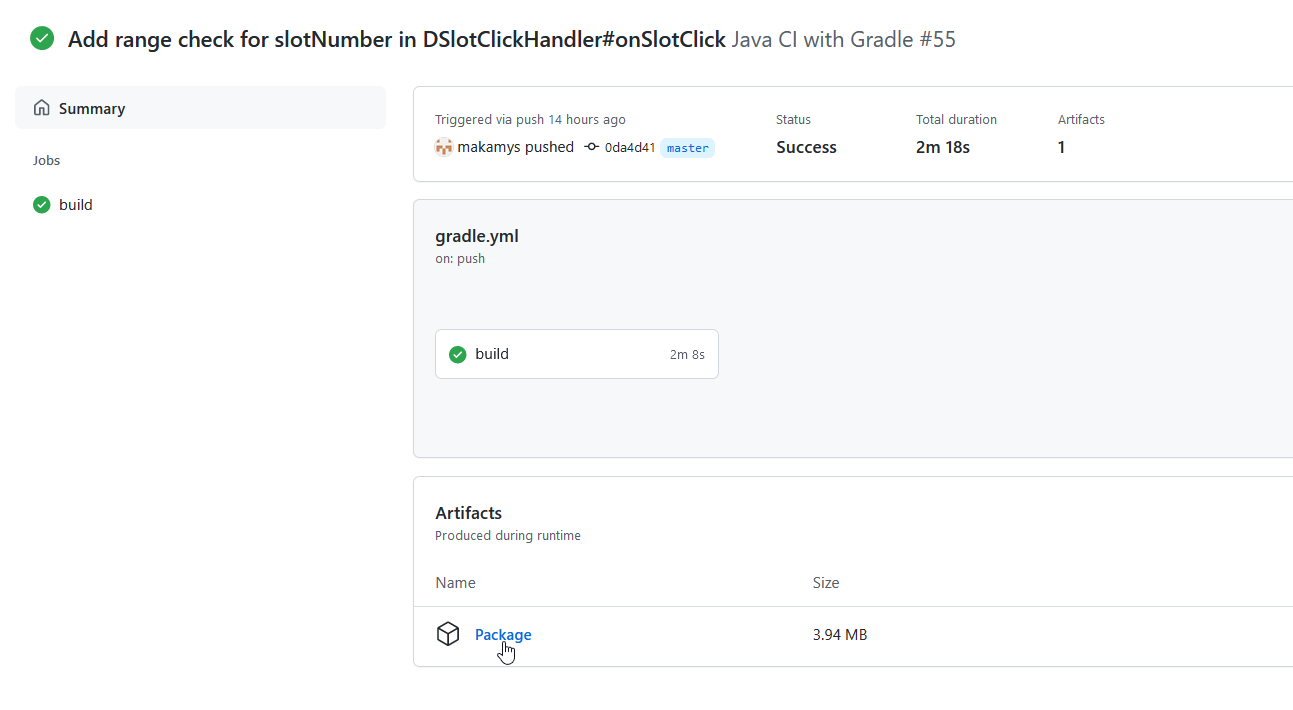 Add range check for slotNumber in DSlotClickHandler#onSlotClick Java CI with Gradle #55
Summary
Jobs
build
Triggered via push 14 hours ago
makamys pushed 0da4d41 master
Status
Success
Total duration
2m 18s
Artifacts
1
gradle.yml
on: push
build 2m 8s
Artifacts
Produced during runtime
Name Size
Package 3.94 MB